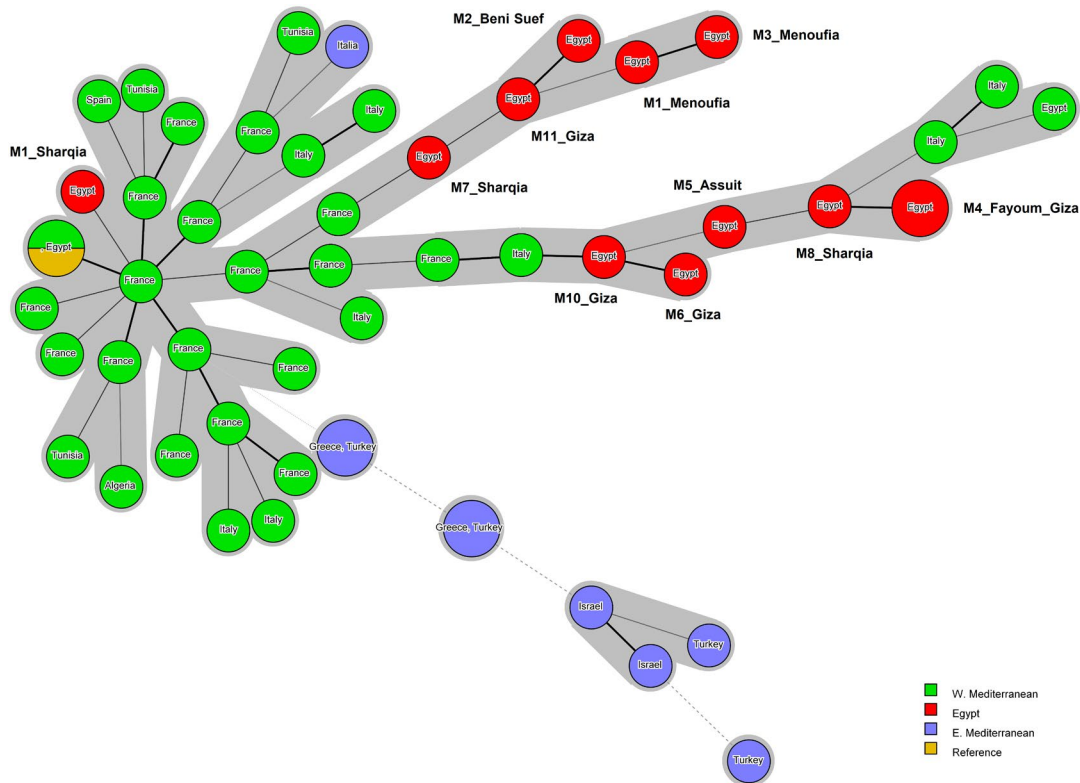 M2_Beni Suef
Tunisia
Italia
Egypt
Egypt
M3_Menoufia
Egypt
M1_Menoufia
Spain
Tunisia
France
France
Italy
Egypt
M11_Giza
Italy
Italy
Egypt
Italy
M1_Sharqia
Egypt
France
Egypt
M7_Sharqia
France
France
M5_Assuit
Egypt
Egypt
Egypt
M4_Fayoum_Giza
M8_Sharqia
Egypt
France
France
France
France
Italy
Egypt
Egypt
M10_Giza
M6_Giza
France
Italy
France
France
France
France
France
Greece, Turkey
Tunisia
Algeria
France
France
Italy
Italy
Greece, Turkey
Israel
Israel
Turkey
Turkey
W. Mediterranean
Egypt
E. Mediterranean
Reference